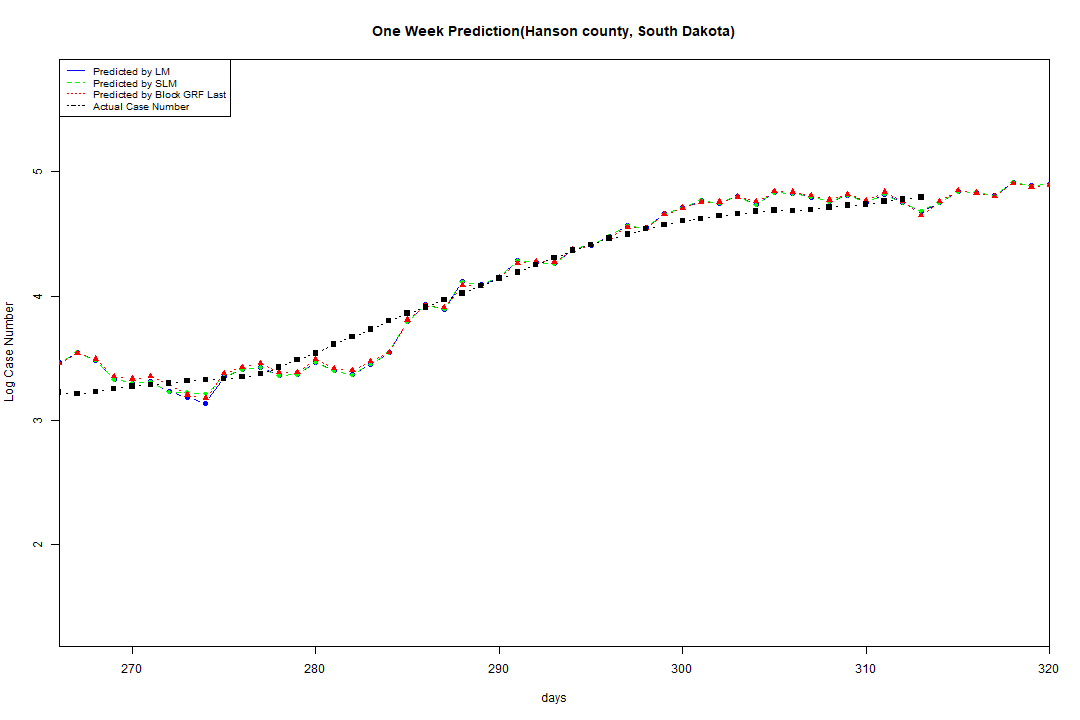 One Week Prediction(Hanson county, South Dakota)
Predicted by LM
Predicted by SLM
Predicted by Block GRF Last
Actual Case Number
5
4
3
2
Log Case Number
270 280 290 300 310 320
days